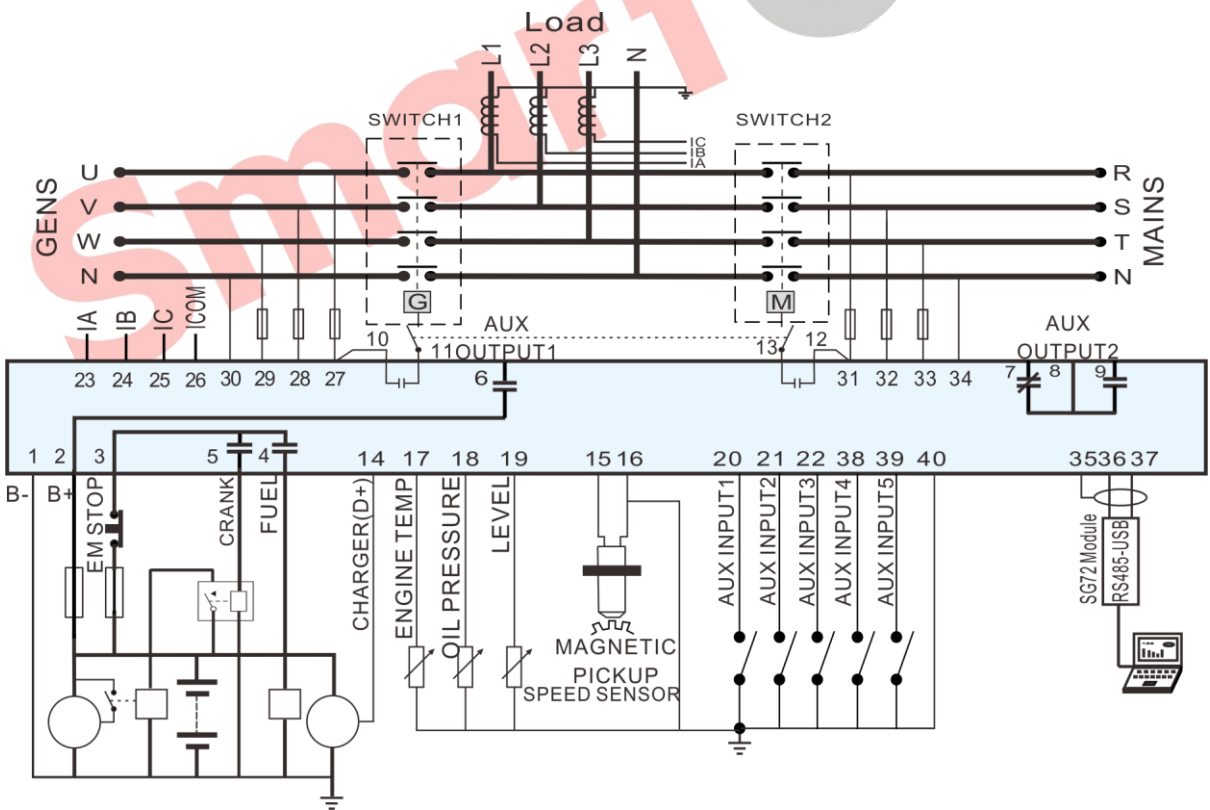 Smart
Load
L1 L2 L3 N
SWITCH1 SWITCH2
IC
IB
IA
GENS
U
V
W
N
R
S
T
N
MAINS
G M
IA IB IC ICOM
10 AUX 13 12 AUX
11 OUTPUT1 OUTPUT2
23 24 25 26 30 29 28 27 6 31 32 33 34 7 8 9
1 2 3 5 4 14 17 18 19 15 16 20 21 22 38 39 40 35 36 37
B- B+
EM STOP
CRANK
FUEL
CHARGER(D+)
ENGINE TEMP
OIL PRESSURE
LEVEL
MAGNETIC
PICKUP
SPEED SENSOR
AUX INPUT1
AUX INPUT2
AUX INPUT3
AUX INPUT4
AUX INPUT5
SG72 Module
RS485-USB